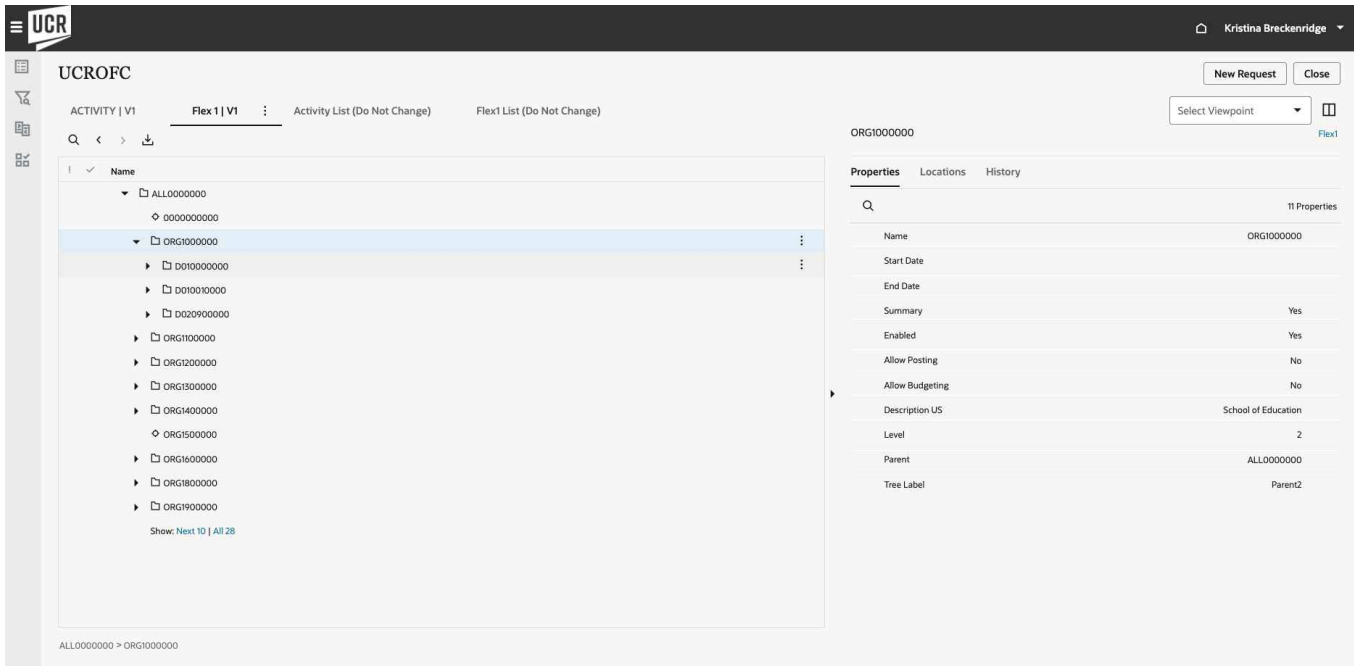 UCR
Kristina Breckenridge
UCROFC
New Request Close
ACTIVITY | V1 Flex 1 | V1 Activity List (Do Not Change) Flex1 List (Do Not Change)
Select Viewpoint
ORG1000000 Flex1
! Name
Properties Locations History
11 Properties
ALL0000000
0000000000
ORG1000000
D010000000
D010010000
D020900000
ORG1100000
ORG1200000
ORG1300000
ORG1400000
ORG1500000
ORG1600000
ORG1800000
ORG1900000
Show: Next 10 | All 28
Name ORG1000000
Start Date
End Date
Summary Yes
Enabled Yes
Allow Posting No
Allow Budgeting No
Description US School of Education
Level 2
Parent ALL0000000
Tree Label Parent2
ALL0000000 > ORG1000000